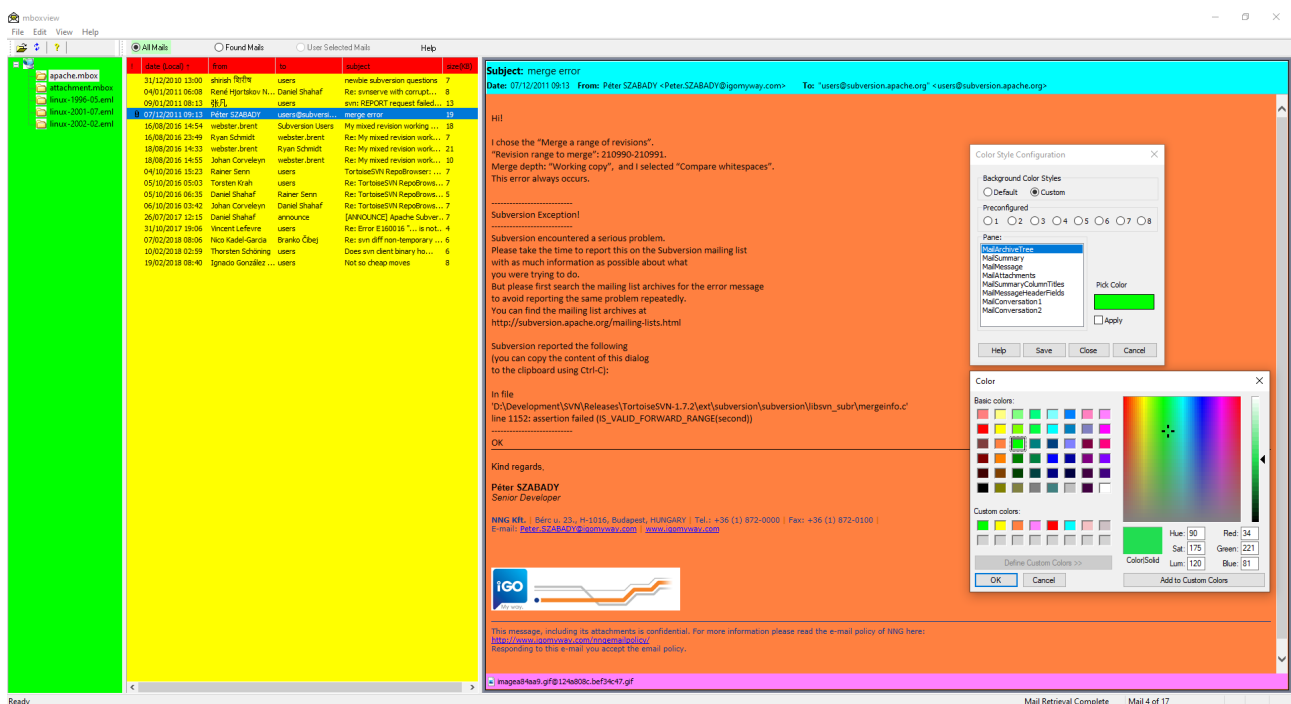 mboxview
File Edit View Help
All Mails Found Mails User Selected Mails Help
apache.mbox
attachment.mbox
linux-1996-05.eml
linux-2001-07.eml
linux-2002-02.eml
! date (Local) ↑ from to subject size(KB)
31/12/2010 13:00 shirish शिरीष users newbie subversion questions 7
04/01/2011 06:08 René Hjortskov N... Daniel Shahaf Re: svnserve with corrupt... 8
09/01/2011 08:13 张凡 users svn: REPORT request failed... 13
07/12/2011 09:13 Péter SZABADY users@subversi... merge error 19
16/08/2016 14:54 webster.brent Subversion Users My mixed revision working ... 18
16/08/2016 23:49 Ryan Schmidt webster.brent Re: My mixed revision work... 7
18/08/2016 14:33 webster.brent Ryan Schmidt Re: My mixed revision work... 21
18/08/2016 14:55 Johan Corveleyn webster.brent Re: My mixed revision work... 10
04/10/2016 15:23 Rainer Senn users TortoiseSVN RepoBrowser: ... 7
05/10/2016 05:03 Torsten Krah users Re: TortoiseSVN RepoBrows... 7
05/10/2016 06:35 Daniel Shahaf Rainer Senn Re: TortoiseSVN RepoBrows... 5
06/10/2016 03:42 Johan Corveleyn Daniel Shahaf Re: TortoiseSVN RepoBrows... 7
26/07/2017 12:15 Daniel Shahaf announce [ANNOUNCE] Apache Subver... 7
31/10/2017 19:06 Vincent Lefevre users Re: Error E160016 "... is not... 4
07/02/2018 08:06 Nico Kadel-Garcia Branko Čibej Re: svn diff non-temporary ... 6
10/02/2018 02:59 Thorsten Schöning users Does svn client binary ho... 6
19/02/2018 08:40 Ignacio González ... users Not so cheap moves 8
Subject: merge error
Date: 07/12/2011 09:13 From: Péter SZABADY <Peter.SZABADY@igomyway.com> To: "users@subversion.apache.org" <users@subversion.apache.org>
Hi!
I chose the "Merge a range of revisions".
"Revision range to merge": 210990-210991.
Merge depth: "Working copy", and I selected "Compare whitespaces".
This error always occurs.
---------------------------
Subversion Exception!
---------------------------
Subversion encountered a serious problem.
Please take the time to report this on the Subversion mailing list
with as much information as possible about what
you were trying to do.
But please first search the mailing list archives for the error message
to avoid reporting the same problem repeatedly.
You can find the mailing list archives at
http://subversion.apache.org/mailing-lists.html
Subversion reported the following
(you can copy the content of this dialog
to the clipboard using Ctrl-C):
In file
'D:\Development\SVN\Releases\TortoiseSVN-1.7.2\ext\subversion\subversion\libsvn_subr\mergeinfo.c'
line 1152: assertion failed (IS_VALID_FORWARD_RANGE(second))
---------------------------
OK
Kind regards,
Péter SZABADY
Senior Developer
NNG Kft. | Bérc u. 23., H-1016, Budapest, HUNGARY | Tel.: +36 (1) 872-0000 | Fax: +36 (1) 872-0100 |
E-mail: Peter.SZABADY@igomyway.com | www.igomyway.com
iGO
My way.
This message, including its attachments is confidential. For more information please read the e-mail policy of NNG here:
http://www.igomyway.com/nngemailpolicy/
Responding to this e-mail you accept the email policy.
imagea84aa9.gif@124a808c.bef34c47.gif
Color Style Configuration
Background Color Styles
Default Custom
Preconfigured
1 2 3 4 5 6 7 8
Pane:
MailArchiveTree
MailSummary
MailMessage
MailAttachments
MailSummaryColumnTitles
MailMessageHeaderFields
MailConversation1
MailConversation2
Pick Color
Apply
Help Save Close Cancel
Color
Basic colors:
Custom colors:
Define Custom Colors >>
OK Cancel
Color|Solid
Hue: 90 Red: 34
Sat: 175 Green: 221
Lum: 120 Blue: 81
Add to Custom Colors
Ready Mail Retrieval Complete Mail 4 of 17